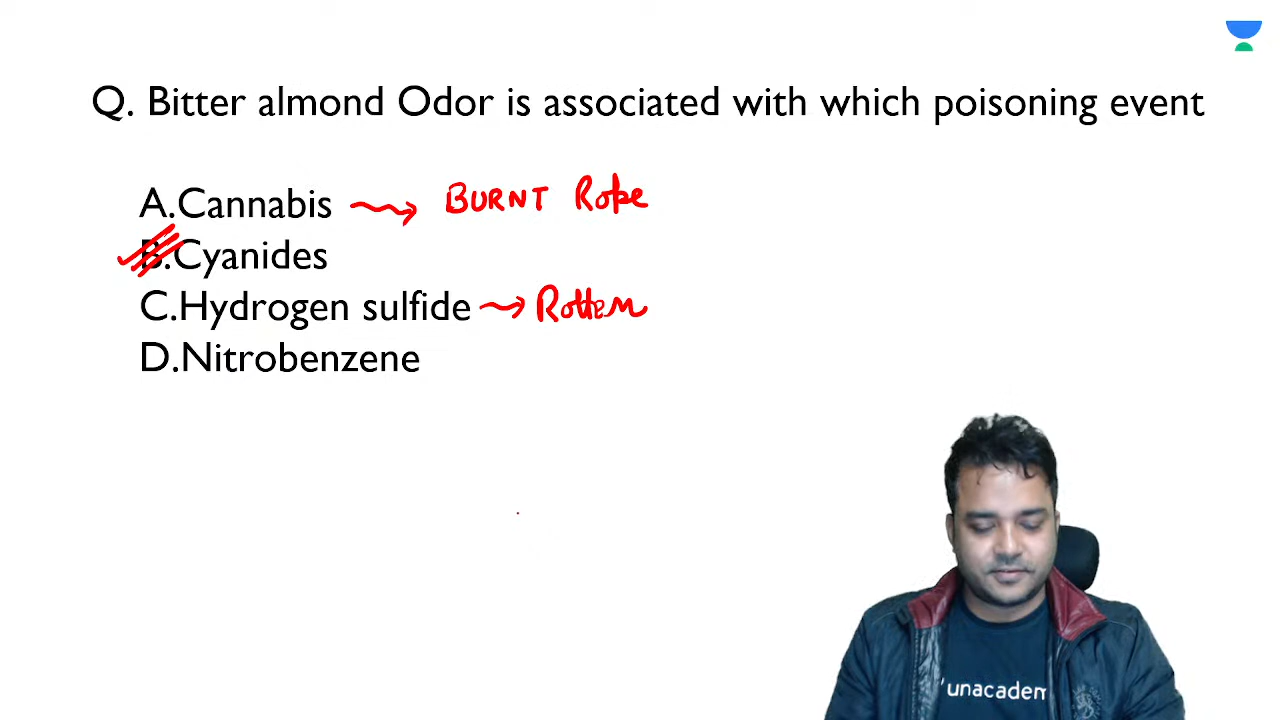 Q. Bitter almond Odor is associated with which poisoning event
A.Cannabis BURNT Rope
B.Cyanides
C.Hydrogen sulfide Rotten
D.Nitrobenzene
unacadem